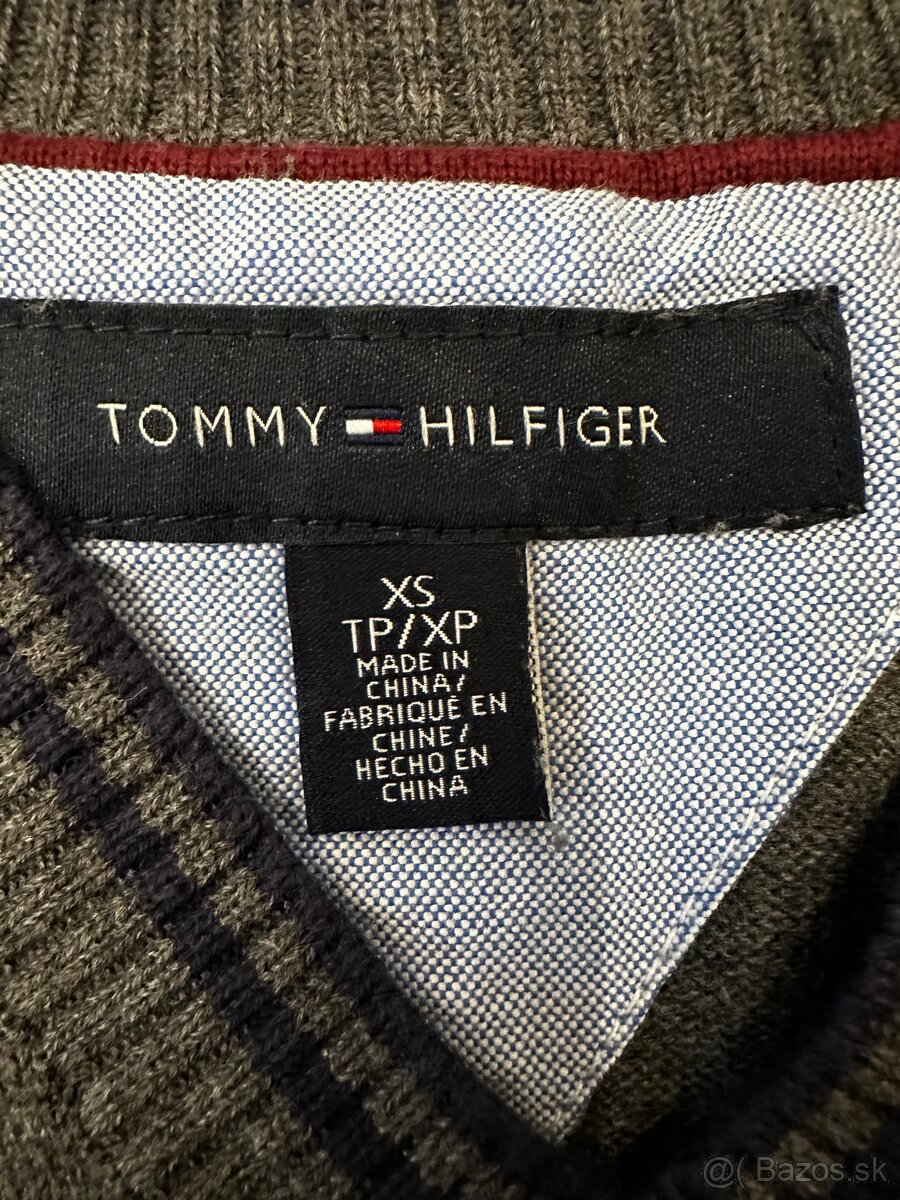 TOMMY HILFIGER
XS
TP/XP
MADE IN
CHINA/
FABRIQUÉ EN
CHINE/
HECHO EN
CHINA
@( Bazos.sk